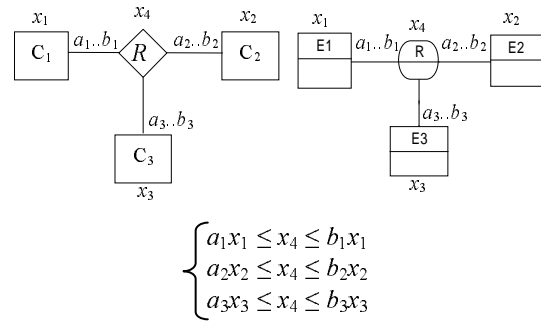 x₁ x₄ x₂
C₁ a₁..b₁ R a₂..b₂ C₂
a₃..b₃
C₃
x₃
x₁ x₄ x₂
E1 a₁..b₁ R a₂..b₂ E2
a₃..b₃
E3
x₃
a₁x₁ ≤ x₄ ≤ b₁x₁
a₂x₂ ≤ x₄ ≤ b₂x₂
a₃x₃ ≤ x₄ ≤ b₃x₃